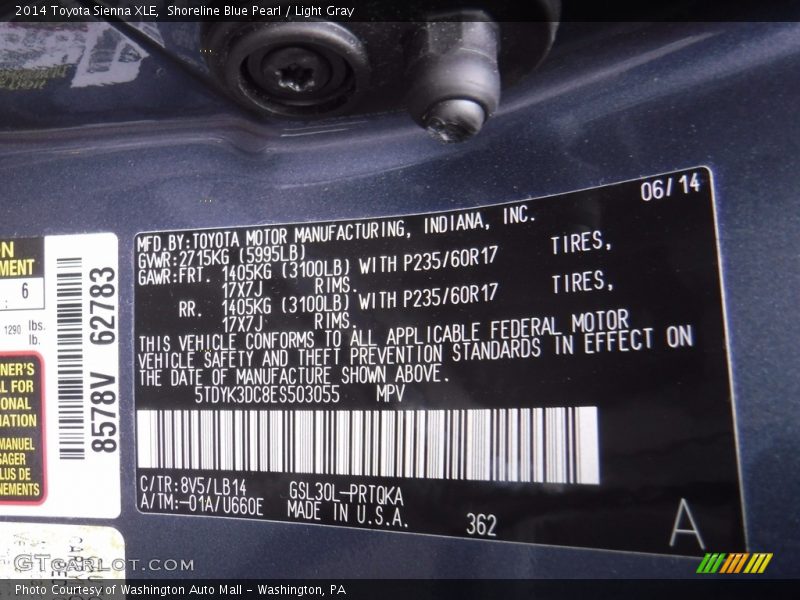 2014 Toyota Sienna XLE, Shoreline Blue Pearl / Light Gray
06/14
MFD.BY:TOYOTA MOTOR MANUFACTURING, INDIANA, INC.
GVWR:2715KG (5995LB)
GAWR:FRT. 1405KG (3100LB) WITH P235/60R17 TIRES,
17X7J RIMS.
RR. 1405KG (3100LB) WITH P235/60R17 TIRES,
17X7J RIMS.
THIS VEHICLE CONFORMS TO ALL APPLICABLE FEDERAL MOTOR
VEHICLE SAFETY AND THEFT PREVENTION STANDARDS IN EFFECT ON
THE DATE OF MANUFACTURE SHOWN ABOVE.
5TDYK3DC8ES503055 MPV
C/TR:8V5/LB14 GSL30L-PRTQKA
A/TM:-01A/U660E MADE IN U.S.A. 362
A
8578V 62783
: 6
1290 lbs.
lb.
GTCARLOT.COM
Photo Courtesy of Washington Auto Mall - Washington, PA